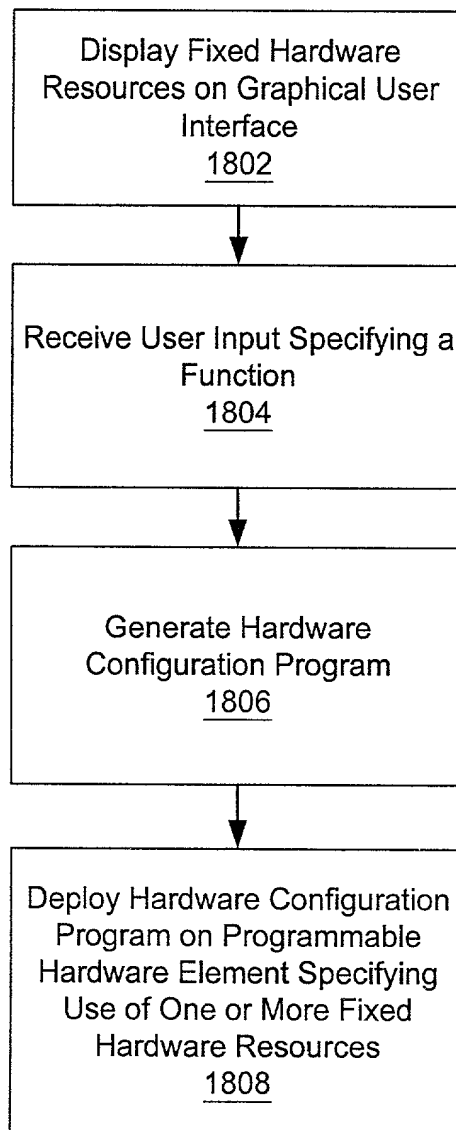 Display Fixed Hardware
Resources on Graphical User
Interface
1802
Receive User Input Specifying a
Function
1804
Generate Hardware
Configuration Program
1806
Deploy Hardware Configuration
Program on Programmable
Hardware Element Specifying
Use of One or More Fixed
Hardware Resources
1808